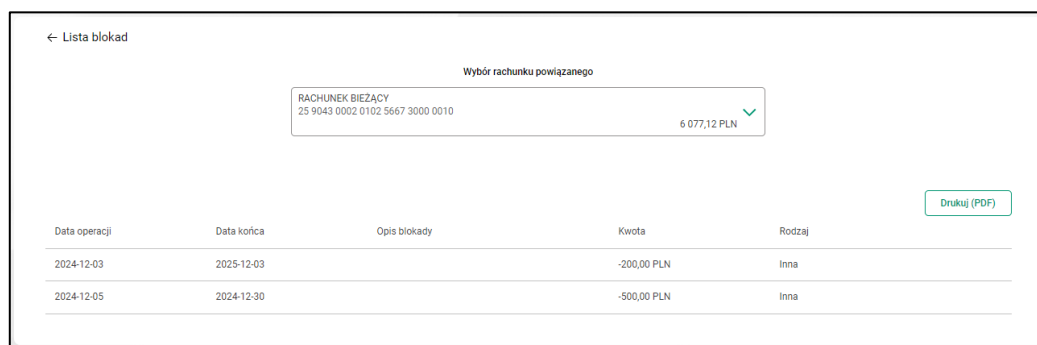 ← Lista blokad
Wybór rachunku powiązanego
RACHUNEK BIEŻĄCY
25 9043 0002 0102 5667 3000 0010
6 077,12 PLN
Drukuj (PDF)
Data operacji Data końca Opis blokady Kwota Rodzaj
2024-12-03 2025-12-03 -200,00 PLN Inna
2024-12-05 2024-12-30 -500,00 PLN Inna